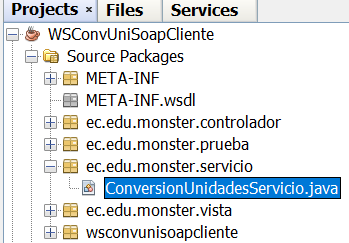 Projects × Files Services
WSConvUniSoapCliente
Source Packages
META-INF
META-INF.wsdl
ec.edu.monster.controlador
ec.edu.monster.prueba
ec.edu.monster.servicio
ConversionUnidadesServicio.java
ec.edu.monster.vista
wsconvunisoapcliente